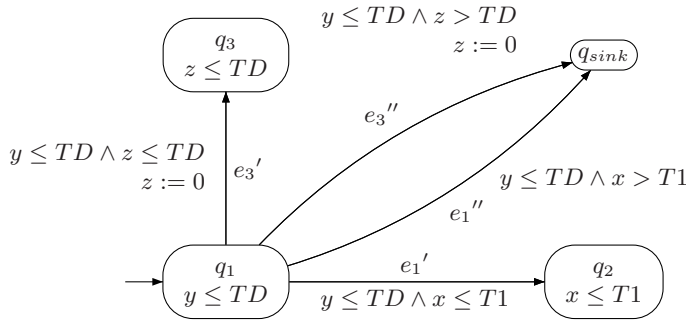 y ≤ TD ∧ z > TD
z := 0
q₃
z ≤ TD
q_sink
e₃″
y ≤ TD ∧ z ≤ TD
z := 0
e₃′
y ≤ TD ∧ x > T1
e₁″
q₁
y ≤ TD
e₁′
y ≤ TD ∧ x ≤ T1
q₂
x ≤ T1